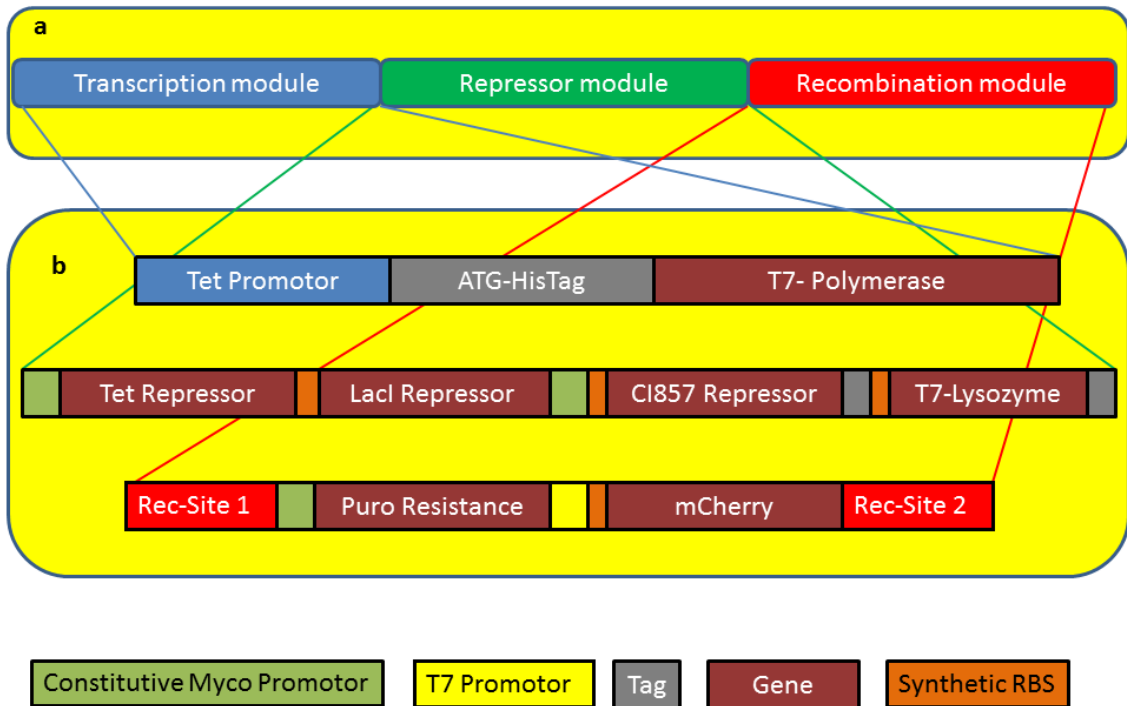 a
Transcription module Repressor module Recombination module
b
Tet Promotor ATG-HisTag T7- Polymerase
Tet Repressor LacI Repressor CI857 Repressor T7-Lysozyme
Rec-Site 1 Puro Resistance mCherry Rec-Site 2
Constitutive Myco Promotor T7 Promotor Tag Gene Synthetic RBS